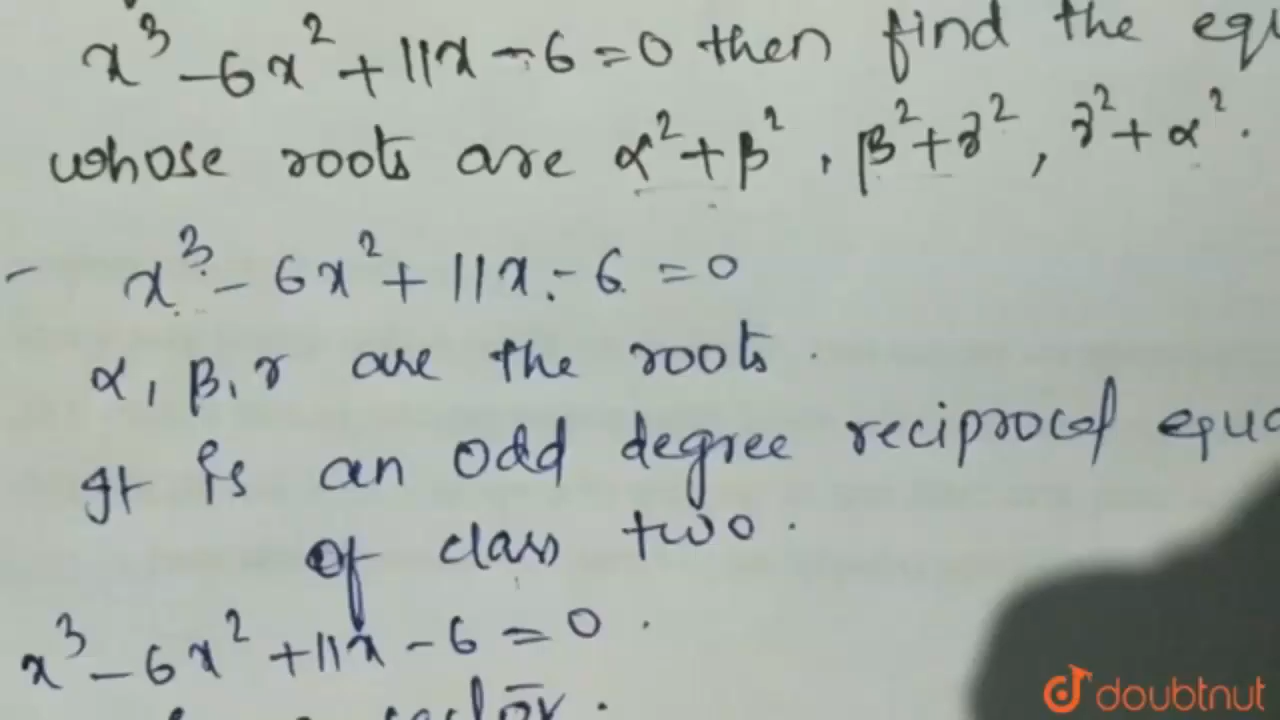 x³ - 6x² + 11x - 6 = 0 then find the equ
whose roots are α² + β², β² + γ², γ² + α².
- x³ - 6x² + 11x - 6 = 0
α, β, γ are the roots.
It is an odd degree reciprocal equa
of class two.
x³ - 6x² + 11x - 6 = 0.
doubtnut